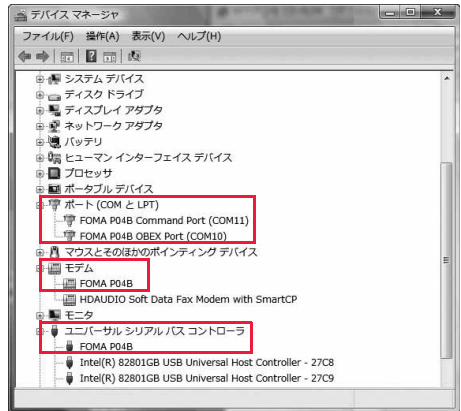 デバイス マネージャ
ファイル(F) 操作(A) 表示(V) ヘルプ(H)
システム デバイス
ディスク ドライブ
ディスプレイ アダプタ
ネットワーク アダプタ
バッテリ
ヒューマン インターフェイス デバイス
プロセッサ
ポータブル デバイス
ポート (COM と LPT)
FOMA P04B Command Port (COM11)
FOMA P04B OBEX Port (COM10)
マウスとそのほかのポインティング デバイス
モデム
FOMA P04B
HDAUDIO Soft Data Fax Modem with SmartCP
モニタ
ユニバーサル シリアル バス コントローラ
FOMA P04B
Intel(R) 82801GB USB Universal Host Controller - 27C8
Intel(R) 82801GB USB Universal Host Controller - 27C9